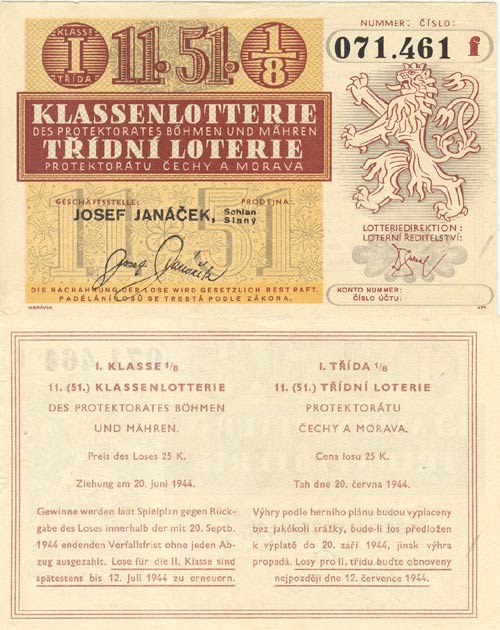 KLASSE
I
TŘÍDA
11·51·
1/8
NUMMER: ČÍSLO:
071.461 f
KLASSENLOTTERIE
DES PROTEKTORATES BÖHMEN UND MÄHREN
TŘÍDNÍ LOTERIE
PROTEKTORÁTU ČECHY A MORAVA
GESCHÄFTSSTELLE: PRODEJNA:
JOSEF JANÁČEK, Schlan
Slaný
11·51
Josef Janáček
LOTTERIEDIREKTION:
LOTERNÍ ŘEDITELSTVÍ:
DIE NACHAHMUNG DER LOSE WIRD GESETZLICH BESTRAFT.
PADĚLÁNÍ LOSŮ SE TRESTÁ PODLE ZÁKONA.
KONTO NUMMER:
ČÍSLO ÚČTU:
I. KLASSE 1/8
11. (51.) KLASSENLOTTERIE
DES PROTEKTORATES BÖHMEN
UND MÄHREN.
Preis des Loses 25 K.
Ziehung am 20. juni 1944.
Gewinne werden laut Spielplan gegen Rück-
gabe des Loses innerhalb der mit 20. Septb.
1944 endenden Verfallsfrist ohne jeden Ab-
zug ausgezahlt. Lose für die II. Klasse sind
spätestens bis 12. Juli 1944 zu erneuern.
I. TŘÍDA 1/8
11. (51.) TŘÍDNÍ LOTERIE
PROTEKTORÁTU
ČECHY A MORAVA.
Cena losu 25 K.
Tah dne 20. června 1944.
Výhry podle herního plánu budou vyplaceny
bez jakékoli srážky, bude-li los předložen
k výplatě do 20. září 1944, jinak výhra
propadá. Losy pro II. třídu buďte obnoveny
nejpozději dne 12. července 1944.